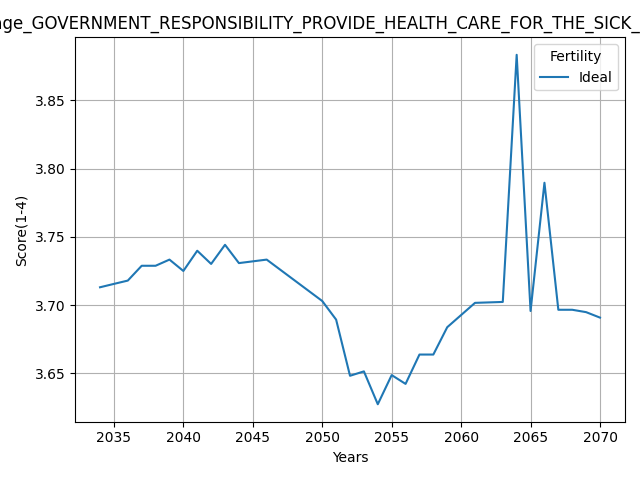 ge_GOVERNMENT_RESPONSIBILITY_PROVIDE_HEALTH_CARE_FOR_THE_SICK_
Fertility
Ideal
3.85
3.80
3.75
3.70
3.65
Score(1-4)
2035 2040 2045 2050 2055 2060 2065 2070
Years